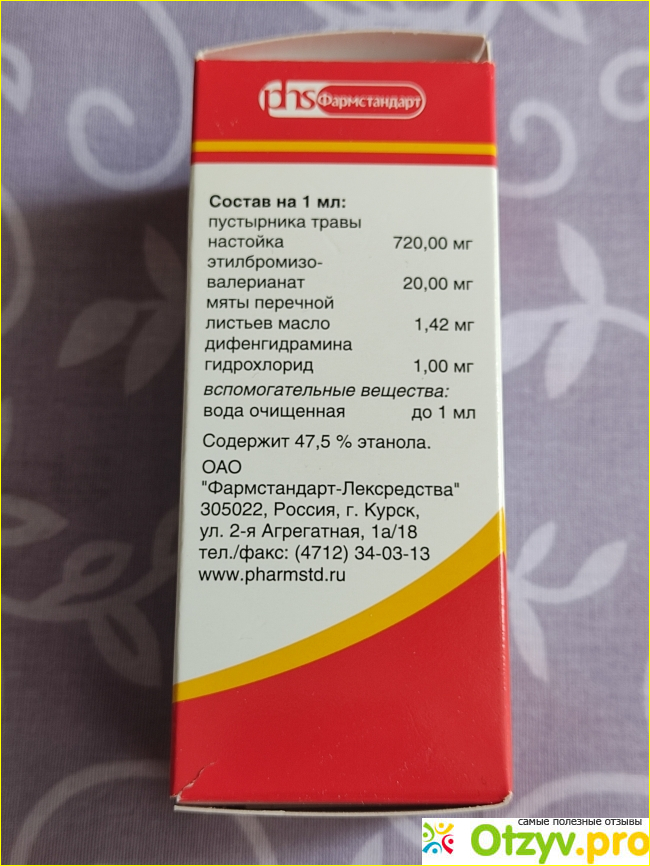 phs Фармстандарт
Состав на 1 мл:
пустырника травы
настойка 720,00 мг
этилбромизо-
валерианат 20,00 мг
мяты перечной
листьев масло 1,42 мг
дифенгидрамина
гидрохлорид 1,00 мг
вспомогательные вещества:
вода очищенная до 1 мл
Содержит 47,5 % этанола.
ОАО
"Фармстандарт-Лексредства"
305022, Россия, г. Курск,
ул. 2-я Агрегатная, 1а/18
тел./факс: (4712) 34-03-13
www.pharmstd.ru
самые полезные отзывы
Otzyv.pro